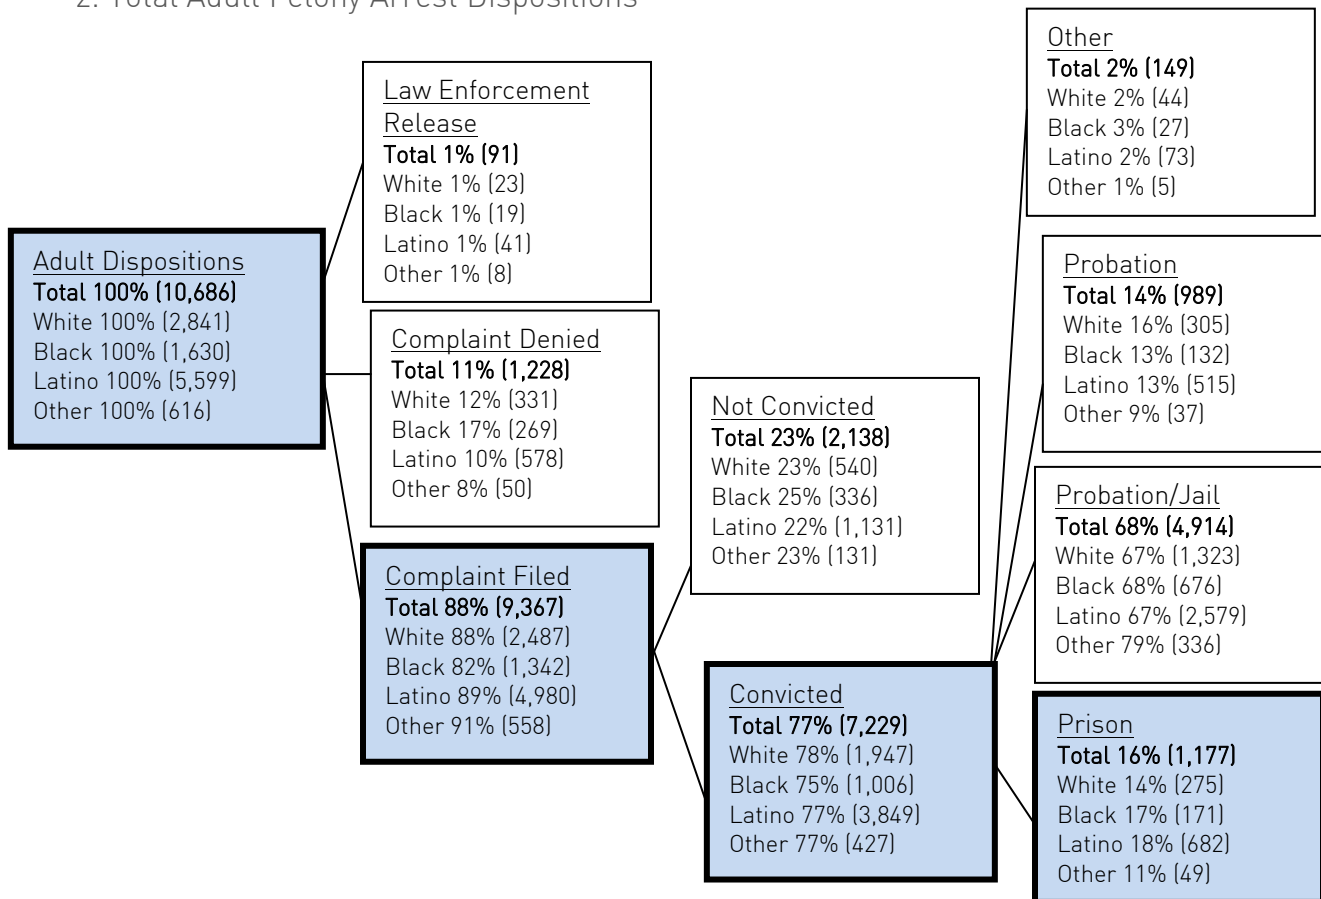 2. Total Adult Felony Arrest Dispositions
Law Enforcement
Release
Total 1% (91)
White 1% (23)
Black 1% (19)
Latino 1% (41)
Other 1% (8)
Adult Dispositions
Total 100% (10,686)
White 100% (2,841)
Black 100% (1,630)
Latino 100% (5,599)
Other 100% (616)
Complaint Denied
Total 11% (1,228)
White 12% (331)
Black 17% (269)
Latino 10% (578)
Other 8% (50)
Complaint Filed
Total 88% (9,367)
White 88% (2,487)
Black 82% (1,342)
Latino 89% (4,980)
Other 91% (558)
Not Convicted
Total 23% (2,138)
White 23% (540)
Black 25% (336)
Latino 22% (1,131)
Other 23% (131)
Convicted
Total 77% (7,229)
White 78% (1,947)
Black 75% (1,006)
Latino 77% (3,849)
Other 77% (427)
Other
Total 2% (149)
White 2% (44)
Black 3% (27)
Latino 2% (73)
Other 1% (5)
Probation
Total 14% (989)
White 16% (305)
Black 13% (132)
Latino 13% (515)
Other 9% (37)
Probation/Jail
Total 68% (4,914)
White 67% (1,323)
Black 68% (676)
Latino 67% (2,579)
Other 79% (336)
Prison
Total 16% (1,177)
White 14% (275)
Black 17% (171)
Latino 18% (682)
Other 11% (49)